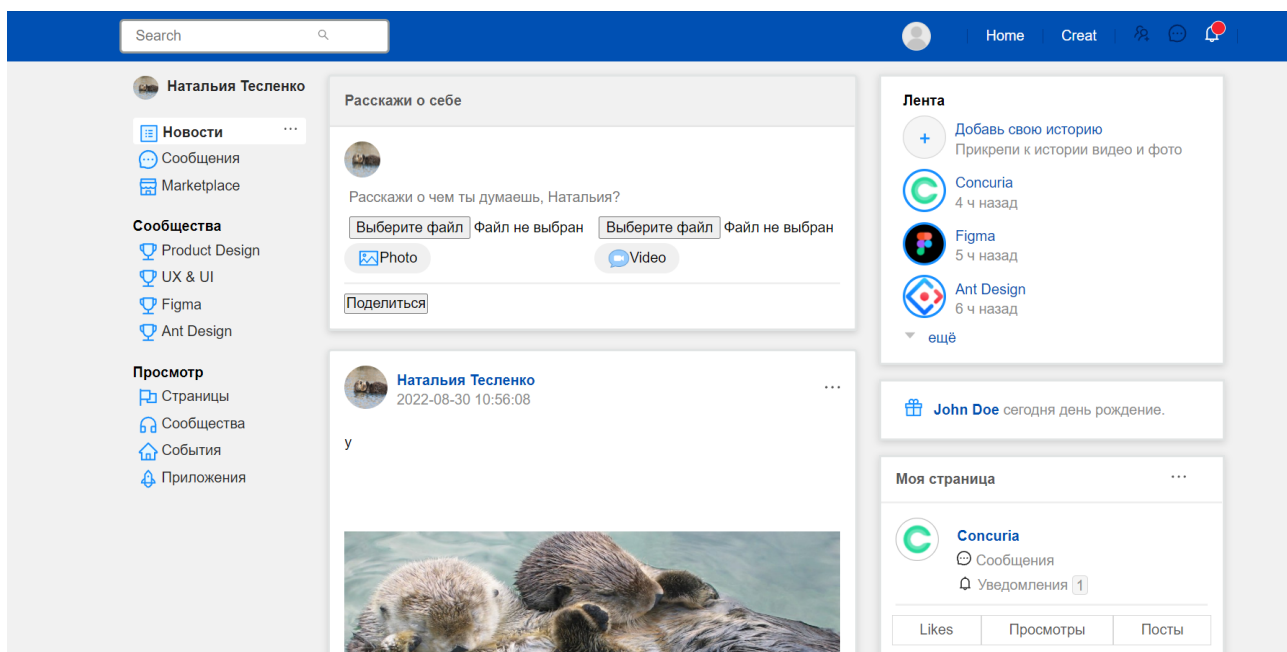 Search
Home
Creat
Наталыия Тесленко
Новости
Сообщения
Marketplace
Сообщества
Product Design
UX & UI
Figma
Ant Design
Просмотр
Страницы
Сообщества
События
Приложения
Расскажи о себе
Расскажи о чем ты думаешь, Наталыия?
Выберите файл Файл не выбран Выберите файл Файл не выбран
Photo Video
Поделиться
Наталыия Тесленко
2022-08-30 10:56:08
у
Лента
+
Добавь свою историю
Прикрепи к истории видео и фото
Concuria
4 ч назад
Figma
5 ч назад
Ant Design
6 ч назад
ещё
John Doe сегодня день рождение.
Моя страница
Concuria
Сообщения
Уведомления 1
Likes Просмотры Посты